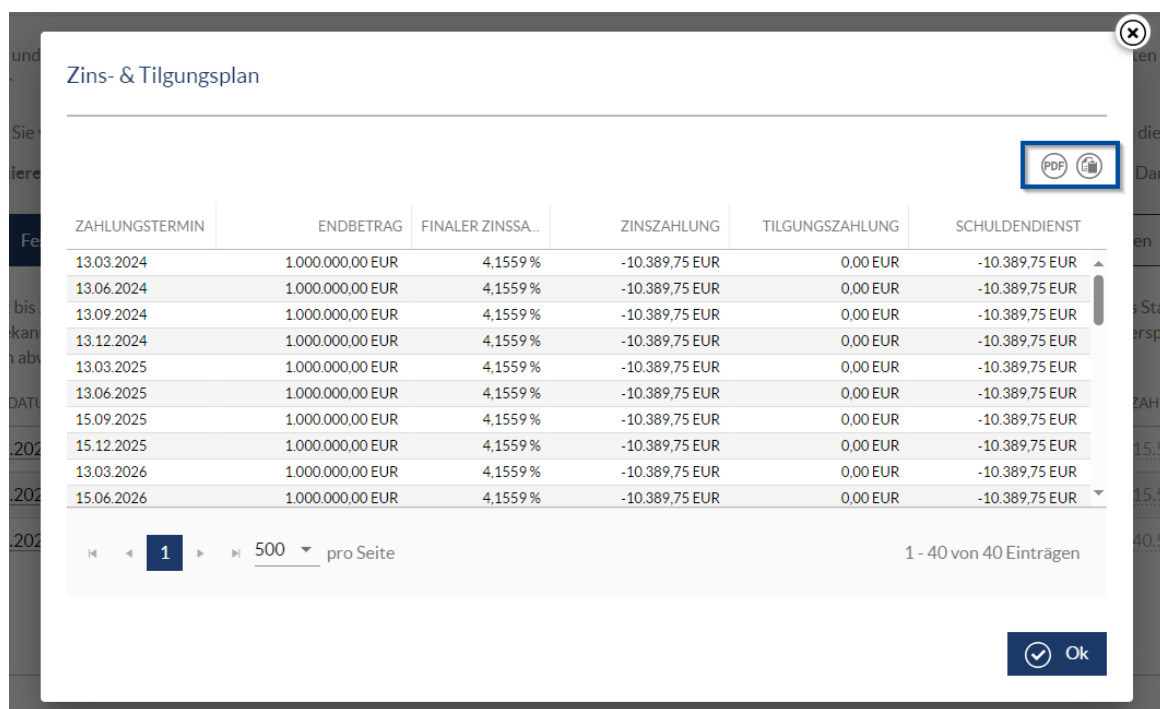 Zins- & Tilgungsplan
PDF
ZAHLUNGSTERMIN ENDBETRAG FINALER ZINSSA... ZINSZAHLUNG TILGUNGSZAHLUNG SCHULDENDIENST
13.03.2024 1.000.000,00 EUR 4,1559 % -10.389,75 EUR 0,00 EUR -10.389,75 EUR
13.06.2024 1.000.000,00 EUR 4,1559 % -10.389,75 EUR 0,00 EUR -10.389,75 EUR
13.09.2024 1.000.000,00 EUR 4,1559 % -10.389,75 EUR 0,00 EUR -10.389,75 EUR
13.12.2024 1.000.000,00 EUR 4,1559 % -10.389,75 EUR 0,00 EUR -10.389,75 EUR
13.03.2025 1.000.000,00 EUR 4,1559 % -10.389,75 EUR 0,00 EUR -10.389,75 EUR
13.06.2025 1.000.000,00 EUR 4,1559 % -10.389,75 EUR 0,00 EUR -10.389,75 EUR
15.09.2025 1.000.000,00 EUR 4,1559 % -10.389,75 EUR 0,00 EUR -10.389,75 EUR
15.12.2025 1.000.000,00 EUR 4,1559 % -10.389,75 EUR 0,00 EUR -10.389,75 EUR
13.03.2026 1.000.000,00 EUR 4,1559 % -10.389,75 EUR 0,00 EUR -10.389,75 EUR
15.06.2026 1.000.000,00 EUR 4,1559 % -10.389,75 EUR 0,00 EUR -10.389,75 EUR
1 500 pro Seite 1 - 40 von 40 Einträgen
Ok